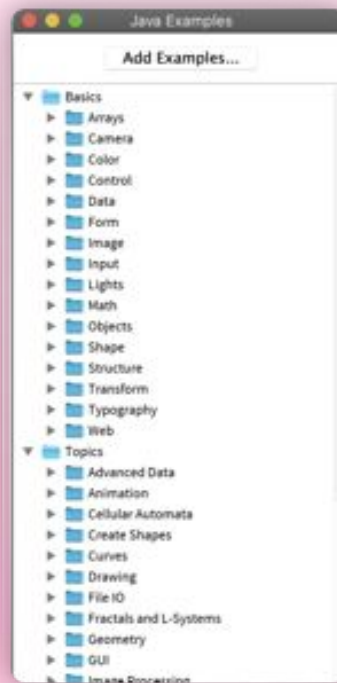 Java Examples
Add Examples...
Basics
Arrays
Camera
Color
Control
Data
Form
Image
Input
Lights
Math
Objects
Shape
Structure
Transform
Typography
Web
Topics
Advanced Data
Animation
Cellular Automata
Create Shapes
Curves
Drawing
File IO
Fractals and L-Systems
Geometry
GUI
Image Processing